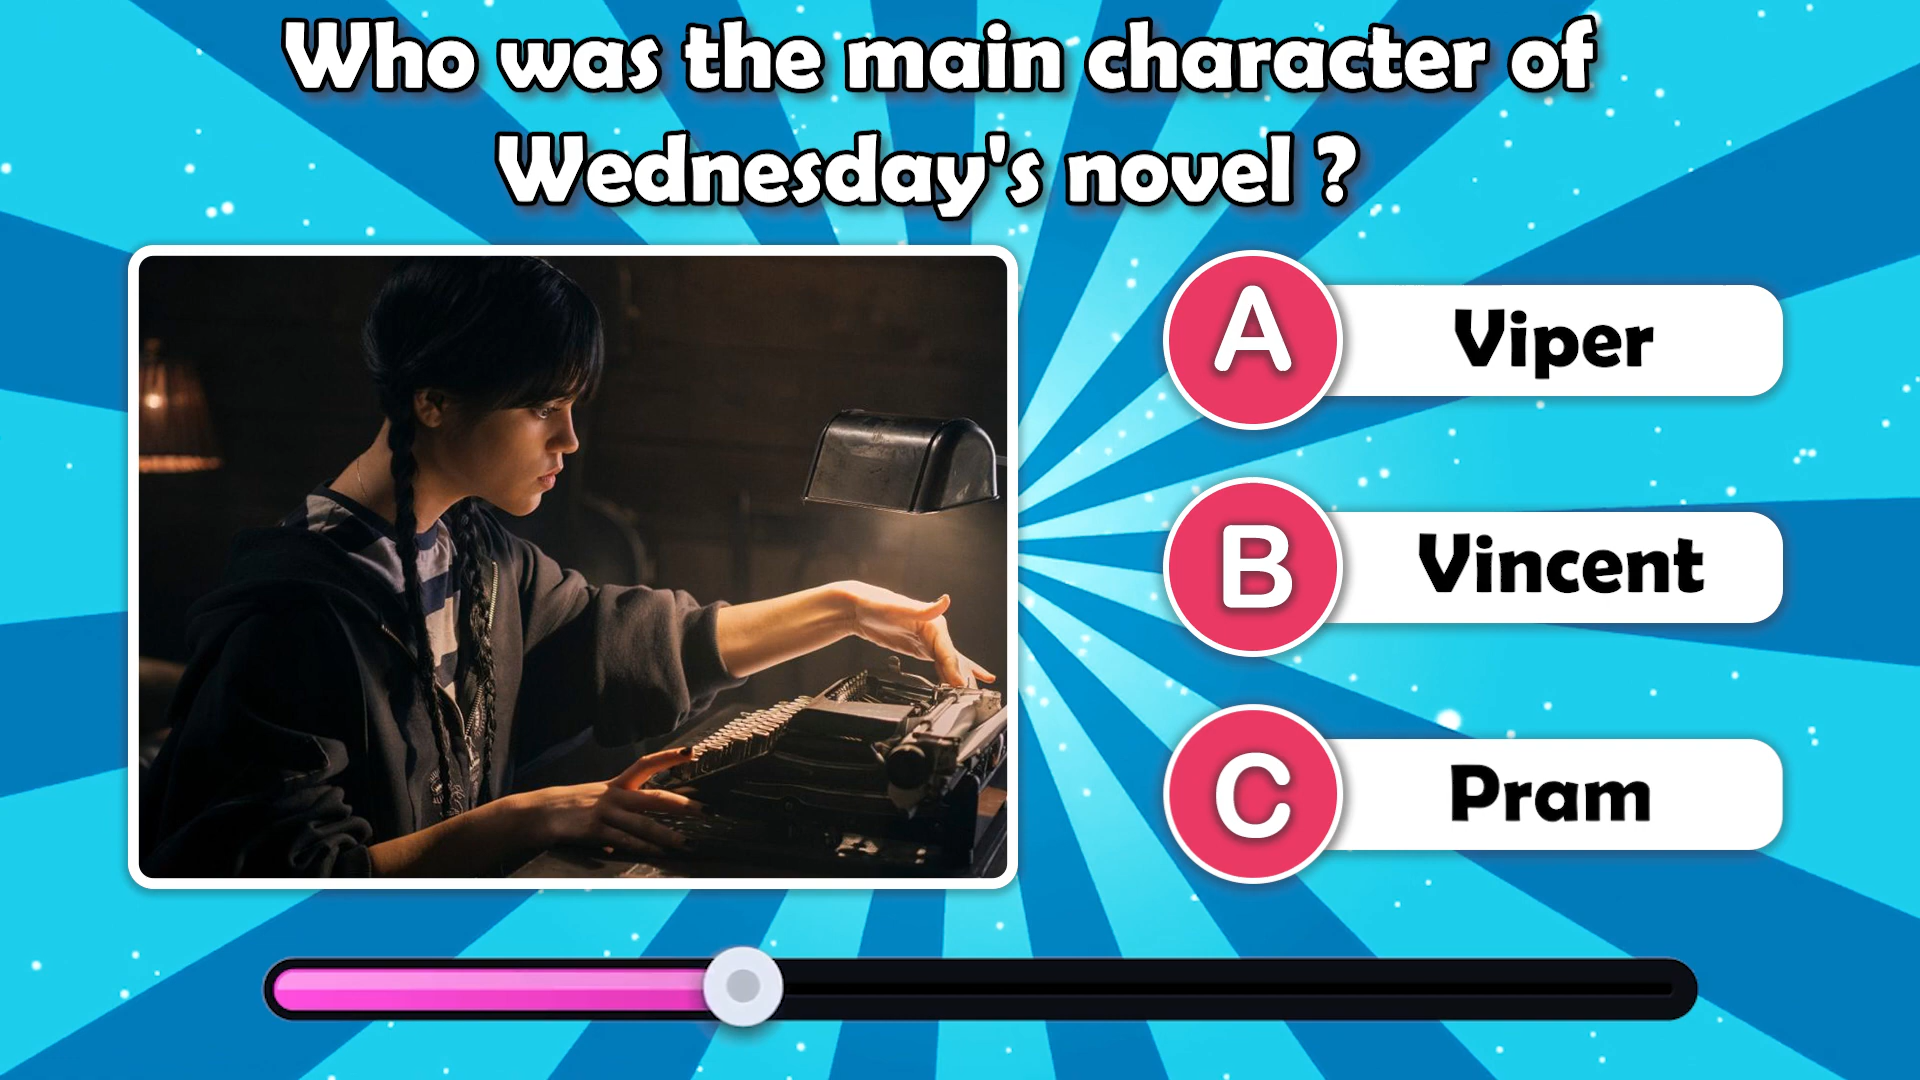 Who was the main character of
Wednesday's novel ?
A
Viper
B
Vincent
C
Pram